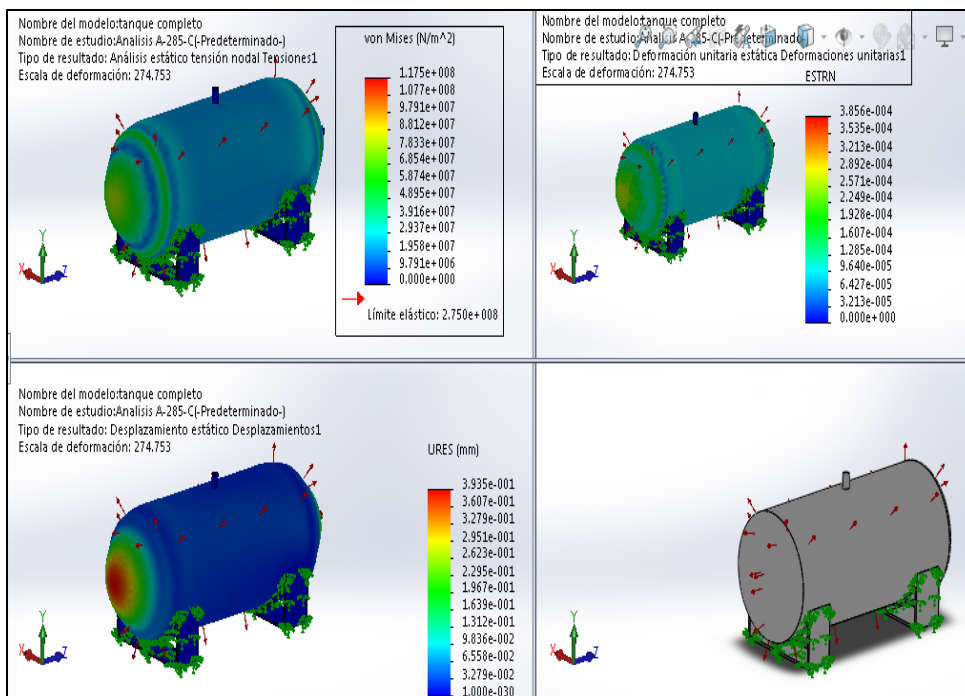 Nombre del modelo:tanque completo
Nombre de estudio:Analisis A-285-C(-Predeterminado-)
Tipo de resultado: Análisis estático tensión nodal Tensiones1
Escala de deformación: 274.753
von Mises (N/m^2)
1.175e+008
1.077e+008
9.791e+007
8.812e+007
7.833e+007
6.854e+007
5.875e+007
4.895e+007
3.916e+007
2.937e+007
1.958e+007
9.791e+006
0.000e+000
Límite elástico: 2.750e+008
Y
X
Z
Nombre del modelo:tanque completo
Nombre de estudio:Analisis A-285-C(-Predeterminado-)
Tipo de resultado: Deformación unitaria estática Deformaciones unitarias1
Escala de deformación: 274.753
ESTRN
3.856e-004
3.535e-004
3.213e-004
2.892e-004
2.571e-004
2.249e-004
1.928e-004
1.607e-004
1.285e-004
9.640e-005
6.427e-005
3.213e-005
0.000e+000
Y
X
Z
Nombre del modelo:tanque completo
Nombre de estudio:Analisis A-285-C(-Predeterminado-)
Tipo de resultado: Desplazamiento estático Desplazamientos1
Escala de deformación: 274.753
URES (mm)
3.935e-001
3.607e-001
3.279e-001
2.951e-001
2.623e-001
2.295e-001
1.967e-001
1.639e-001
1.312e-001
9.836e-002
6.558e-002
3.279e-002
1.000e-030
Y
X
Z
Y
X
Z